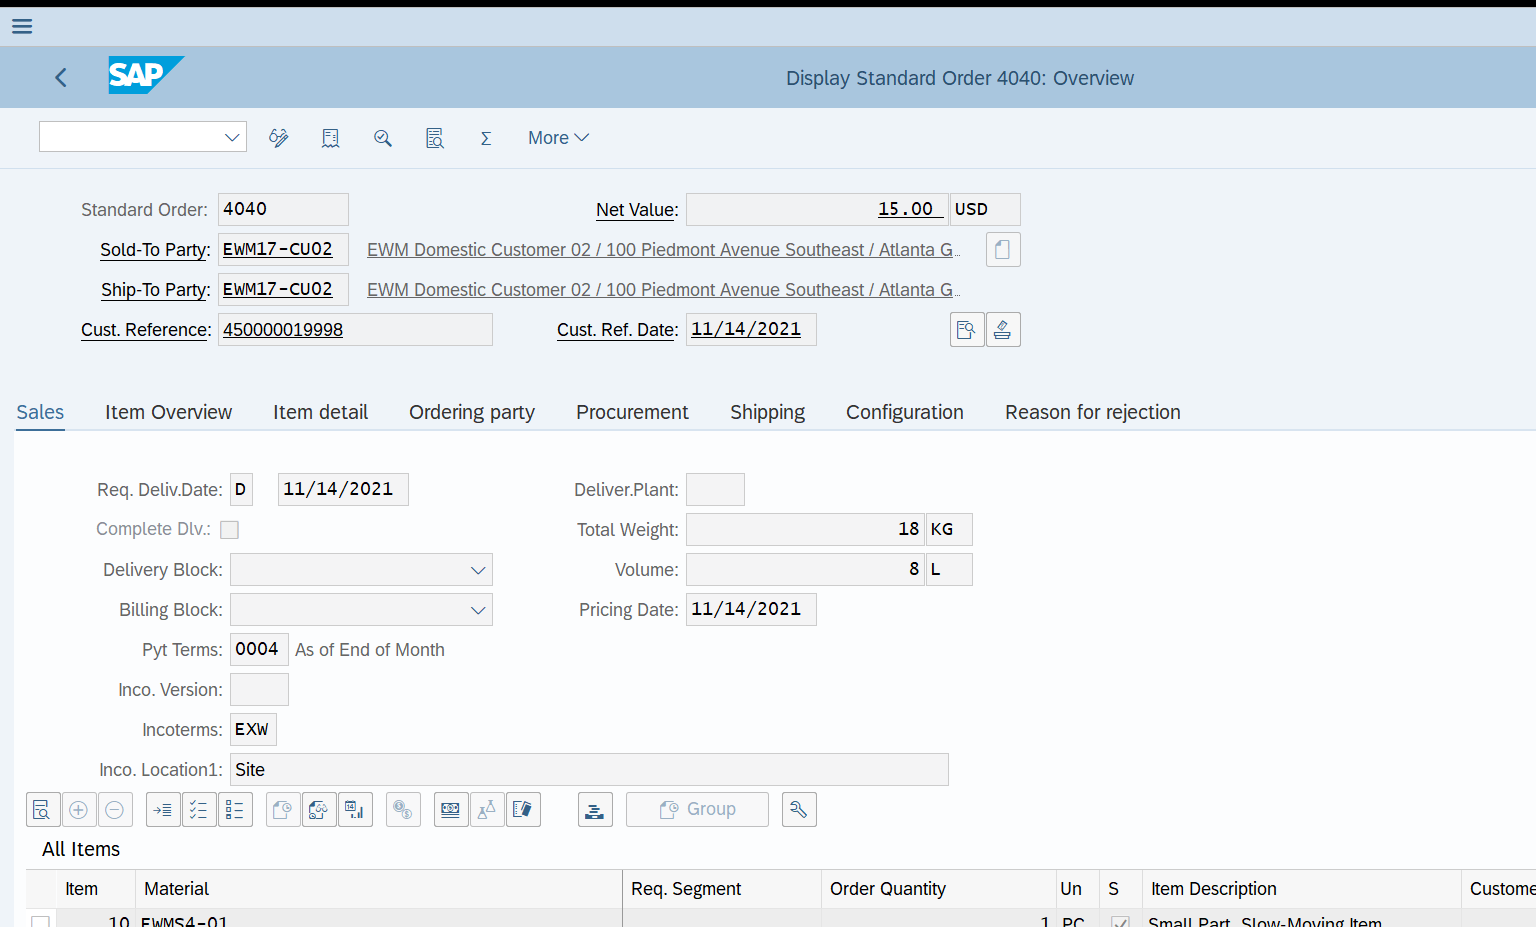 SAP
Display Standard Order 4040: Overview
More
Standard Order: 4040 Net Value: 15.00 USD
Sold-To Party: EWM17-CU02 EWM Domestic Customer 02 / 100 Piedmont Avenue Southeast / Atlanta G...
Ship-To Party: EWM17-CU02 EWM Domestic Customer 02 / 100 Piedmont Avenue Southeast / Atlanta G...
Cust. Reference: 450000019998 Cust. Ref. Date: 11/14/2021
Sales Item Overview Item detail Ordering party Procurement Shipping Configuration Reason for rejection
Req. Deliv.Date: D 11/14/2021 Deliver.Plant:
Complete Dlv.: Total Weight: 18 KG
Delivery Block: Volume: 8 L
Billing Block: Pricing Date: 11/14/2021
Pyt Terms: 0004 As of End of Month
Inco. Version:
Incoterms: EXW
Inco. Location1: Site
Group
All Items
Item Material Req. Segment Order Quantity Un S Item Description Custome
10 EWMS4-01 1 PC Small Part, Slow-Moving Item